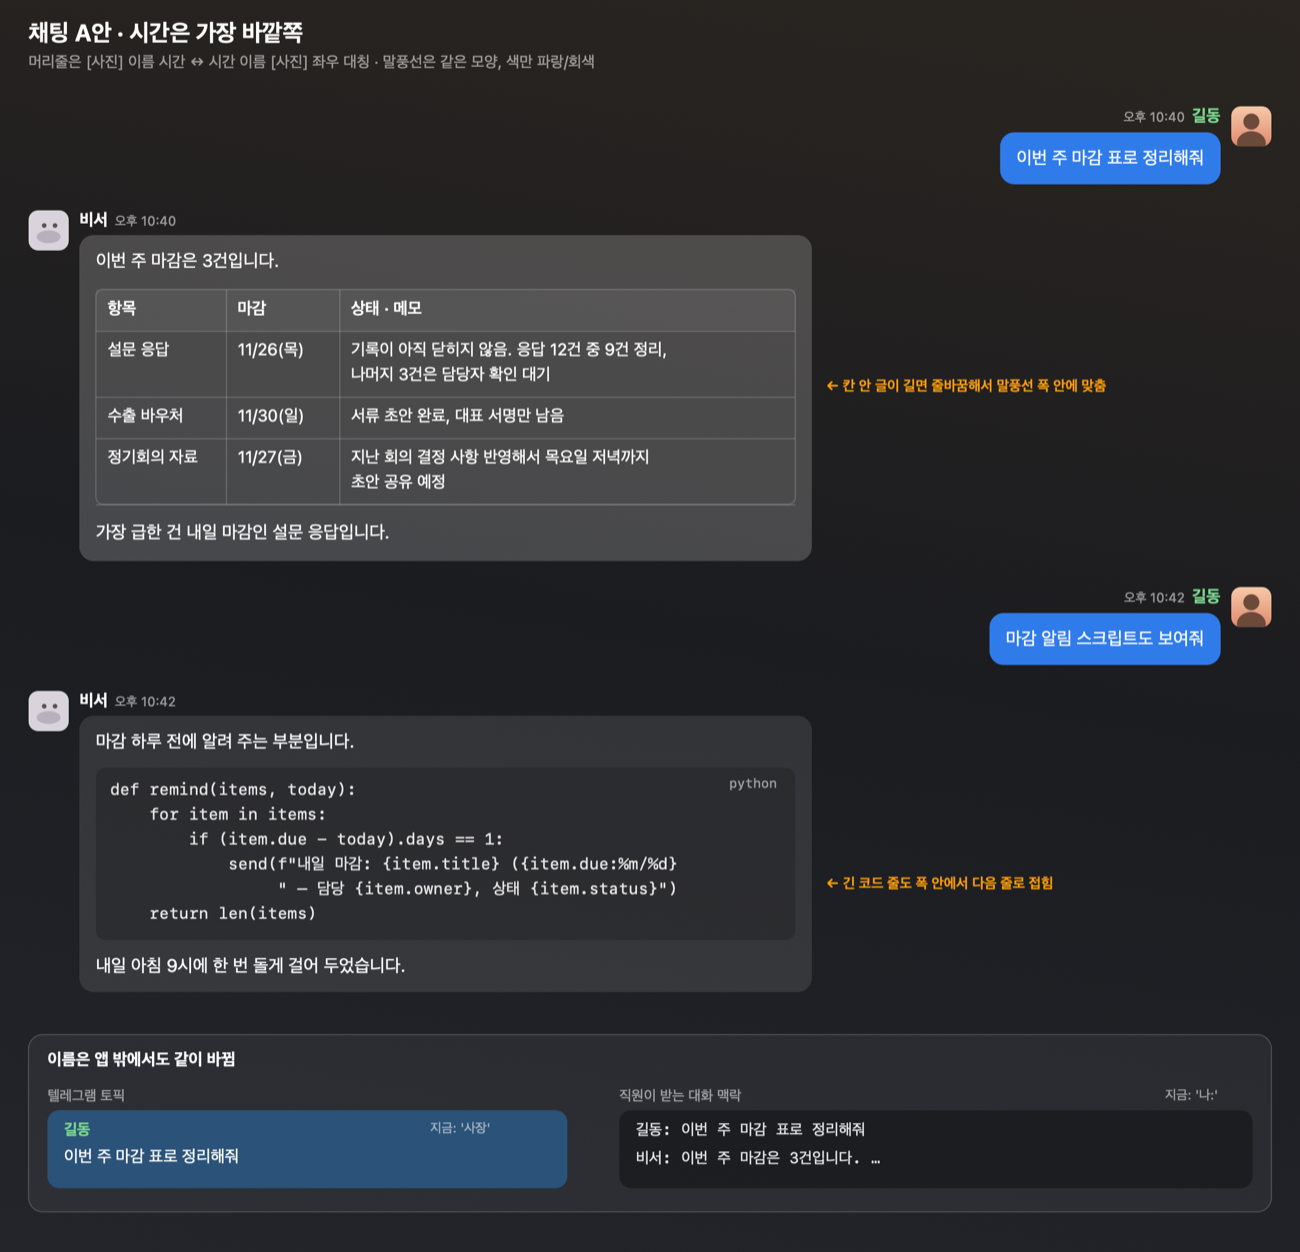 채팅 A안 · 시간은 가장 바깥쪽
머리줄은 [사진] 이름 시간 ↔ 시간 이름 [사진] 좌우 대칭 · 말풍선은 같은 모양, 색만 파랑/회색
오후 10:40 길동
이번 주 마감 표로 정리해줘
비서 오후 10:40
이번 주 마감은 3건입니다.
항목 마감 상태 · 메모
설문 응답 11/26(목) 기록이 아직 닫히지 않음. 응답 12건 중 9건 정리,
나머지 3건은 담당자 확인 대기
← 칸 안 글이 길면 줄바꿈해서 말풍선 폭 안에 맞춤
수출 바우처 11/30(일) 서류 초안 완료, 대표 서명만 남음
정기회의 자료 11/27(금) 지난 회의 결정 사항 반영해서 목요일 저녁까지
초안 공유 예정
가장 급한 건 내일 마감인 설문 응답입니다.
오후 10:42 길동
마감 알림 스크립트도 보여줘
비서 오후 10:42
마감 하루 전에 알려 주는 부분입니다.
python
def remind(items, today):
    for item in items:
        if (item.due – today).days == 1:
            send(f"내일 마감: {item.title} ({item.due:%m/%d}
                 " — 담당 {item.owner}, 상태 {item.status}")
← 긴 코드 줄도 폭 안에서 다음 줄로 접힘
    return len(items)
내일 아침 9시에 한 번 돌게 걸어 두었습니다.
이름은 앱 밖에서도 같이 바뀜
텔레그램 토픽
길동 지금: '사장'
이번 주 마감 표로 정리해줘
직원이 받는 대화 맥락 지금: '나:'
길동: 이번 주 마감 표로 정리해줘
비서: 이번 주 마감은 3건입니다. …